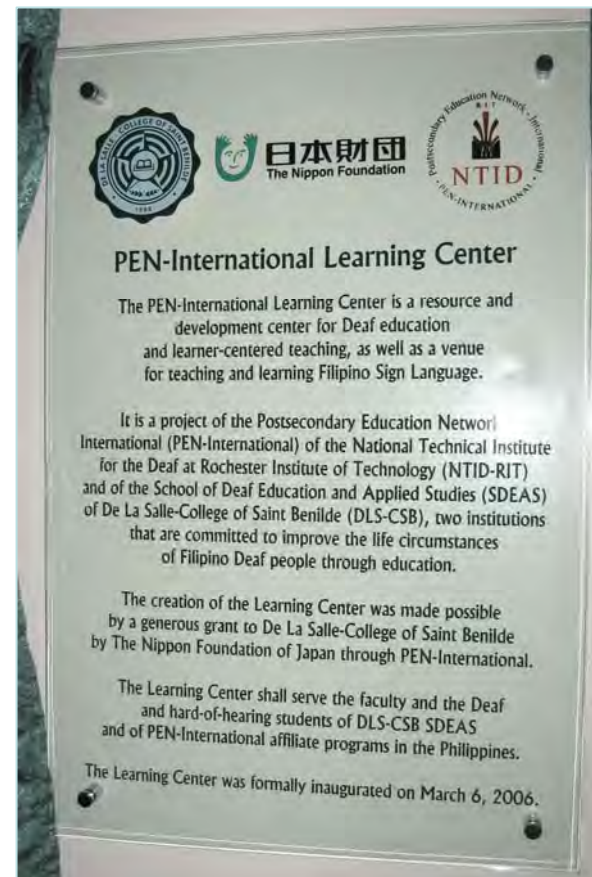 DE LA SALLE - COLLEGE OF SAINT BENILDE
日本財団
The Nippon Foundation
Postsecondary Education Network - International
RIT
NTID
PEN-INTERNATIONAL
PEN-International Learning Center
The PEN-International Learning Center is a resource and
development center for Deaf education
and learner-centered teaching, as well as a venue
for teaching and learning Filipino Sign Language.
It is a project of the Postsecondary Education Networ
International (PEN-International) of the National Technical Institute
for the Deaf at Rochester Institute of Technology (NTID-RIT)
and of the School of Deaf Education and Applied Studies (SDEAS)
of De La Salle-College of Saint Benilde (DLS-CSB), two institutions
that are committed to improve the life circumstances
of Filipino Deaf people through education.
The creation of the Learning Center was made possible
by a generous grant to De La Salle-College of Saint Benilde
by The Nippon Foundation of Japan through PEN-International.
The Learning Center shall serve the faculty and the Deaf
and hard-of-hearing students of DLS-CSB SDEAS
and of PEN-International affiliate programs in the Philippines.
The Learning Center was formally inaugurated on March 6, 2006.